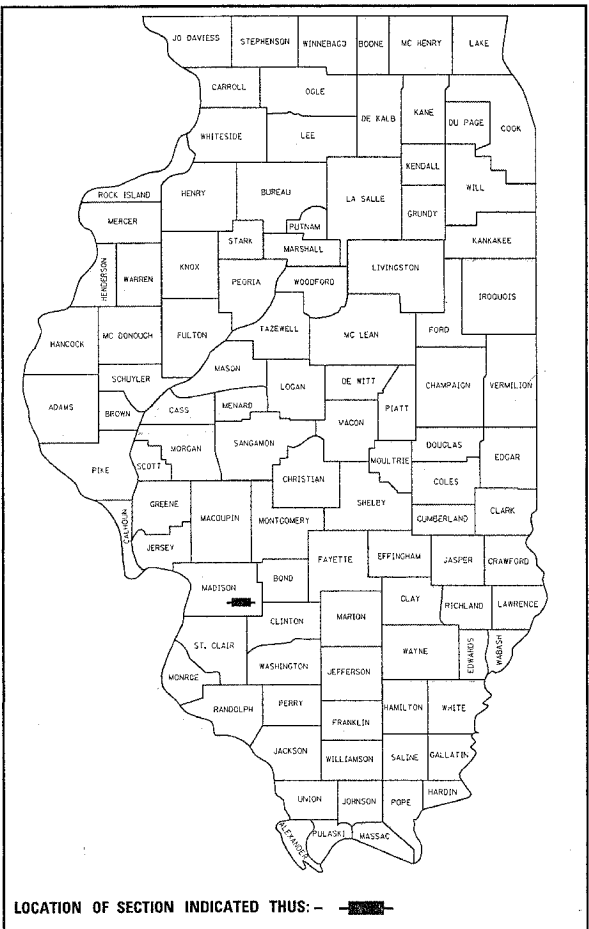 JO DAVIESS STEPHENSON WINNEBAGO BOONE MC HENRY LAKE
CARROLL OGLE DE KALB KANE DU PAGE COOK
WHITESIDE LEE
KENDALL WILL
ROCK ISLAND HENRY BUREAU LA SALLE GRUNDY
MERCER PUTNAM
STARK MARSHALL KANKAKEE
HENDERSON WARREN KNOX PEORIA WOODFORD LIVINGSTON IROQUOIS
HANCOCK MC DONOUGH FULTON TAZEWELL MC LEAN FORD
SCHUYLER MASON LOGAN DE WITT CHAMPAIGN VERMILION
ADAMS BROWN CASS MENARD PIATT
MACON
PIKE SCOTT MORGAN SANGAMON MOULTRIE DOUGLAS EDGAR
CHRISTIAN COLES
CALHOUN GREENE MACOUPIN MONTGOMERY SHELBY CUMBERLAND CLARK
JERSEY FAYETTE EFFINGHAM JASPER CRAWFORD
MADISON BOND CLAY RICHLAND LAWRENCE
CLINTON MARION
ST. CLAIR WAYNE EDWARDS WABASH
WASHINGTON JEFFERSON
MONROE
RANDOLPH PERRY HAMILTON WHITE
FRANKLIN
JACKSON WILLIAMSON SALINE GALLATIN
HARDIN
UNION JOHNSON POPE
ALEXANDER PULASKI MASSAC
LOCATION OF SECTION INDICATED THUS: -